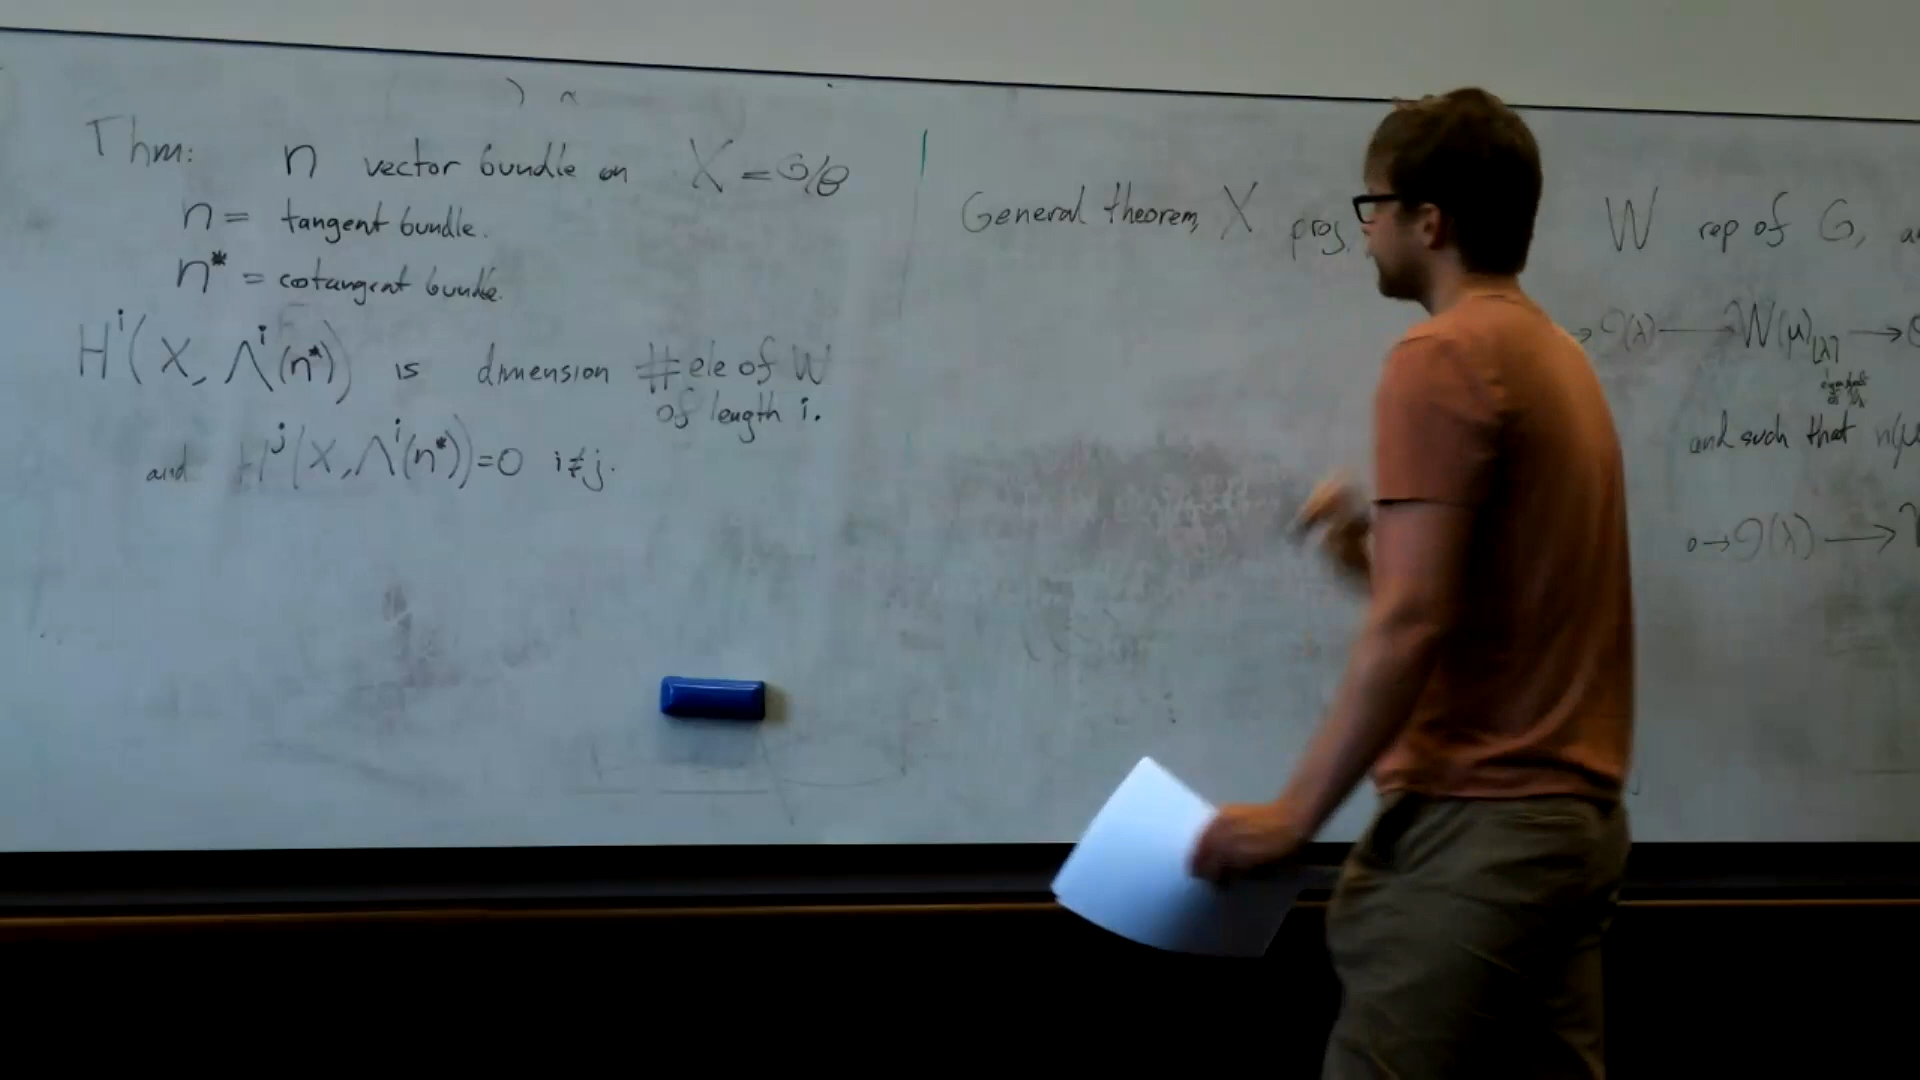 Thm: n vector bundle on X = G/B
n = tangent bundle.
n* = cotangent bundle.
H^i(X, Λ^i(n*)) is dimension # ele of W
of length i.
and H^j(X, Λ^i(n*)) = 0 i≠j.
General theorem, X proj.
W rep of G,
→ O(λ) → W(μ)[λ] →
and such that n(μ
0 → O(λ) →